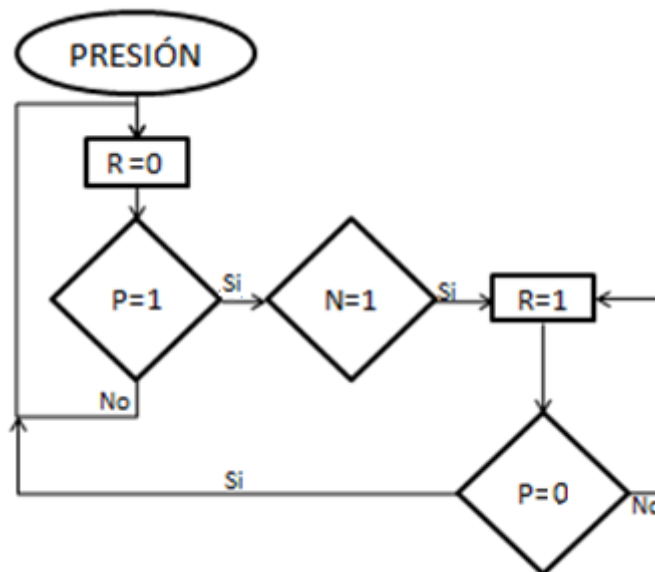 PRESIÓN
R=0
P=1
Si
N=1
Si
R=1
No
Si
P=0
No